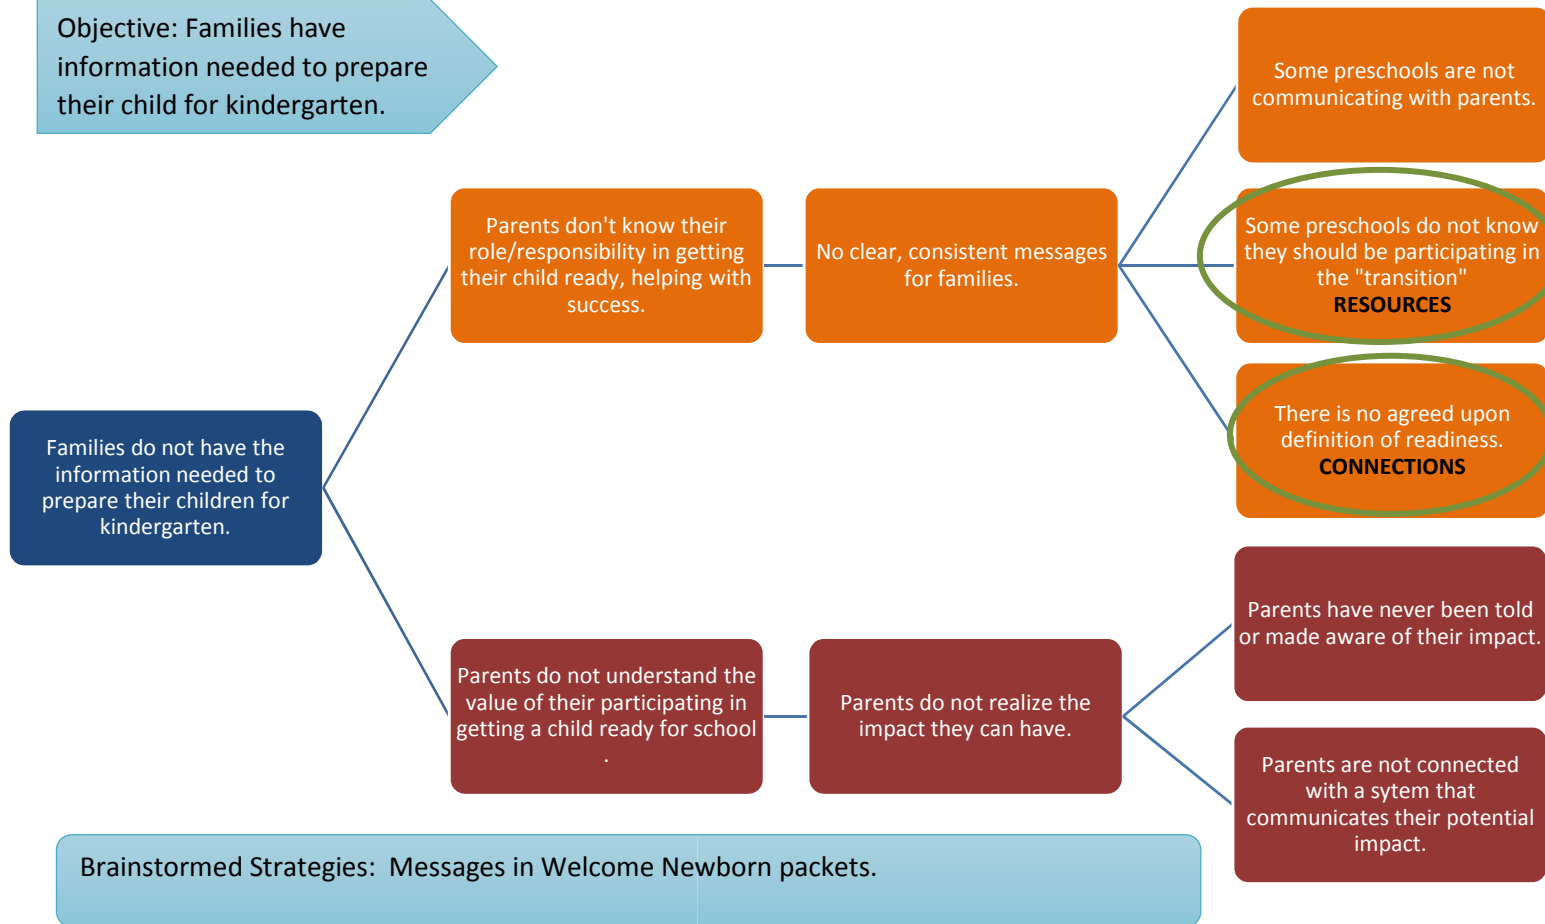 Objective: Families have
information needed to prepare
their child for kindergarten.
Some preschools are not
communicating with parents.
Parents don't know their
role/responsibility in getting
their child ready, helping with
success.
No clear, consistent messages
for families.
Some preschools do not know
they should be participating in
the "transition"
RESOURCES
There is no agreed upon
definition of readiness.
CONNECTIONS
Families do not have the
information needed to
prepare their children for
kindergarten.
Parents have never been told
or made aware of their impact.
Parents do not understand the
value of their participating in
getting a child ready for school
.
Parents do not realize the
impact they can have.
Parents are not connected
with a sytem that
communicates their potential
impact.
Brainstormed Strategies:  Messages in Welcome Newborn packets.